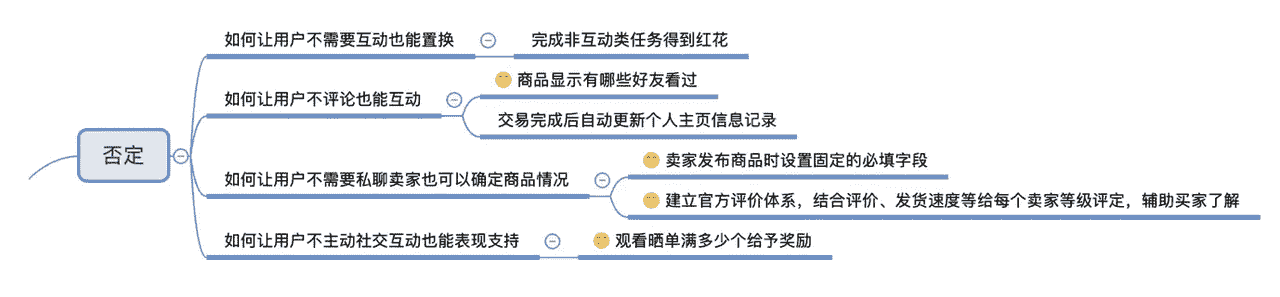 否定
如何让用户不需要互动也能置换
完成非互动类任务得到红花
如何让用户不评论也能互动
商品显示有哪些好友看过
交易完成后自动更新个人主页信息记录
如何让用户不需要私聊卖家也可以确定商品情况
卖家发布商品时设置固定的必填字段
建立官方评价体系，结合评价、发货速度等给每个卖家等级评定，辅助买家了解
如何让用户不主动社交互动也能表现支持
观看晒单满多少个给予奖励